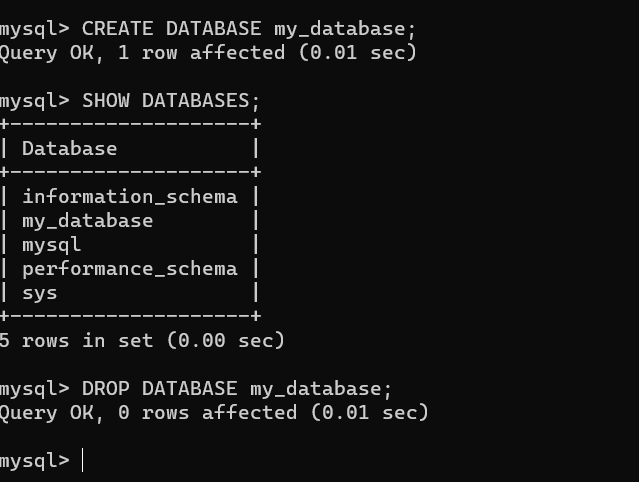 mysql> CREATE DATABASE my_database;
Query OK, 1 row affected (0.01 sec)
mysql> SHOW DATABASES;
+--------------------+
| Database           |
+--------------------+
| information_schema |
| my_database        |
| mysql              |
| performance_schema |
| sys                |
+--------------------+
5 rows in set (0.00 sec)
mysql> DROP DATABASE my_database;
Query OK, 0 rows affected (0.01 sec)
mysql>